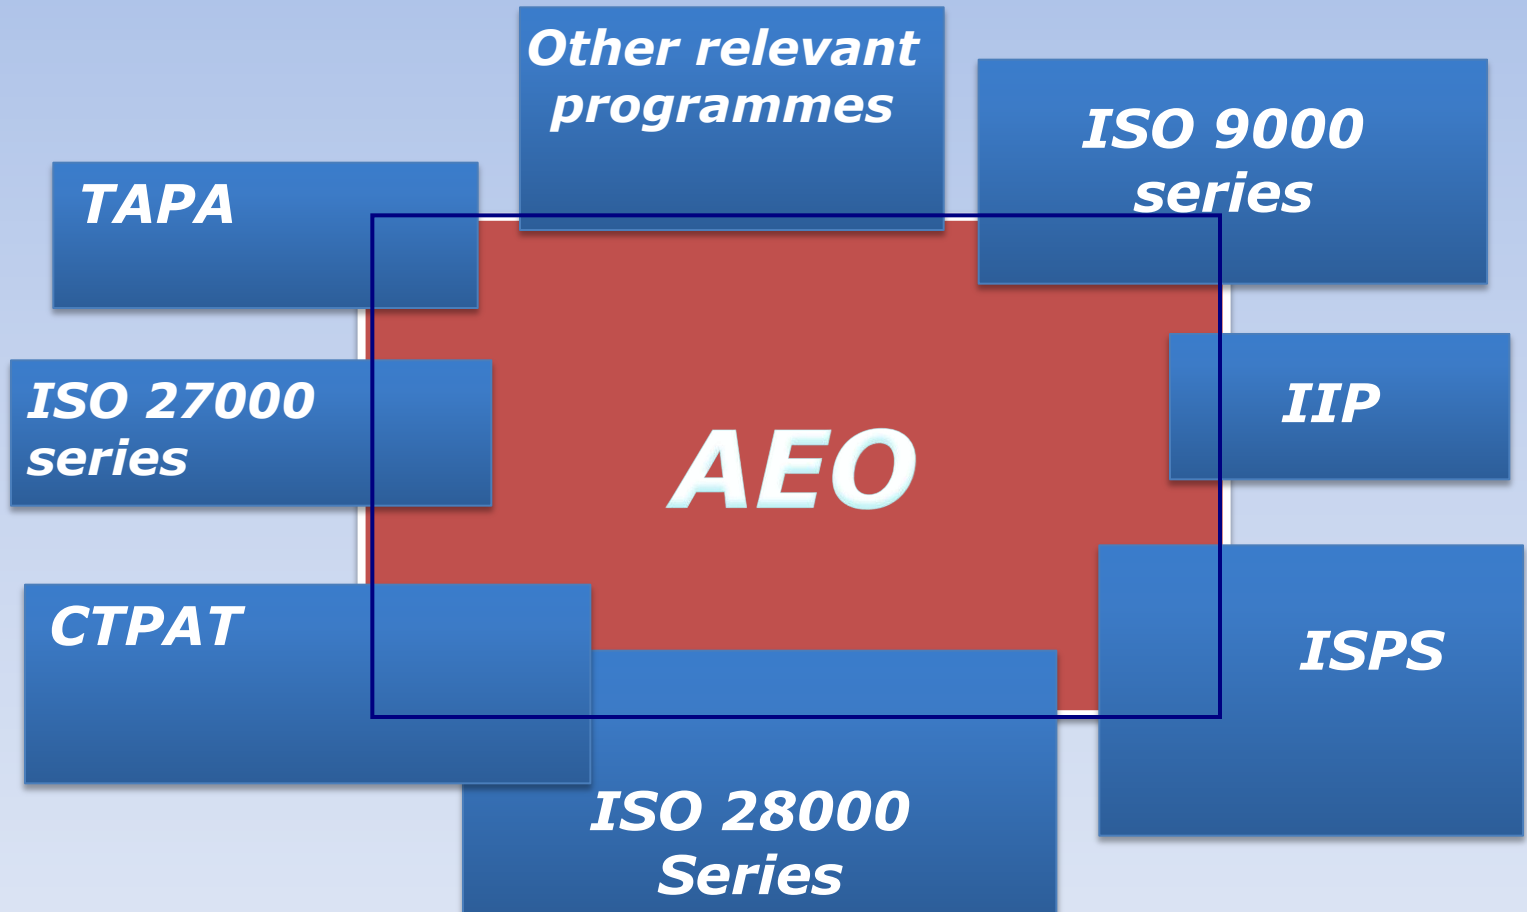 Other relevant
programmes
ISO 9000
series
TAPA
ISO 27000
series
IIP
AEO
CTPAT
ISPS
ISO 28000
Series